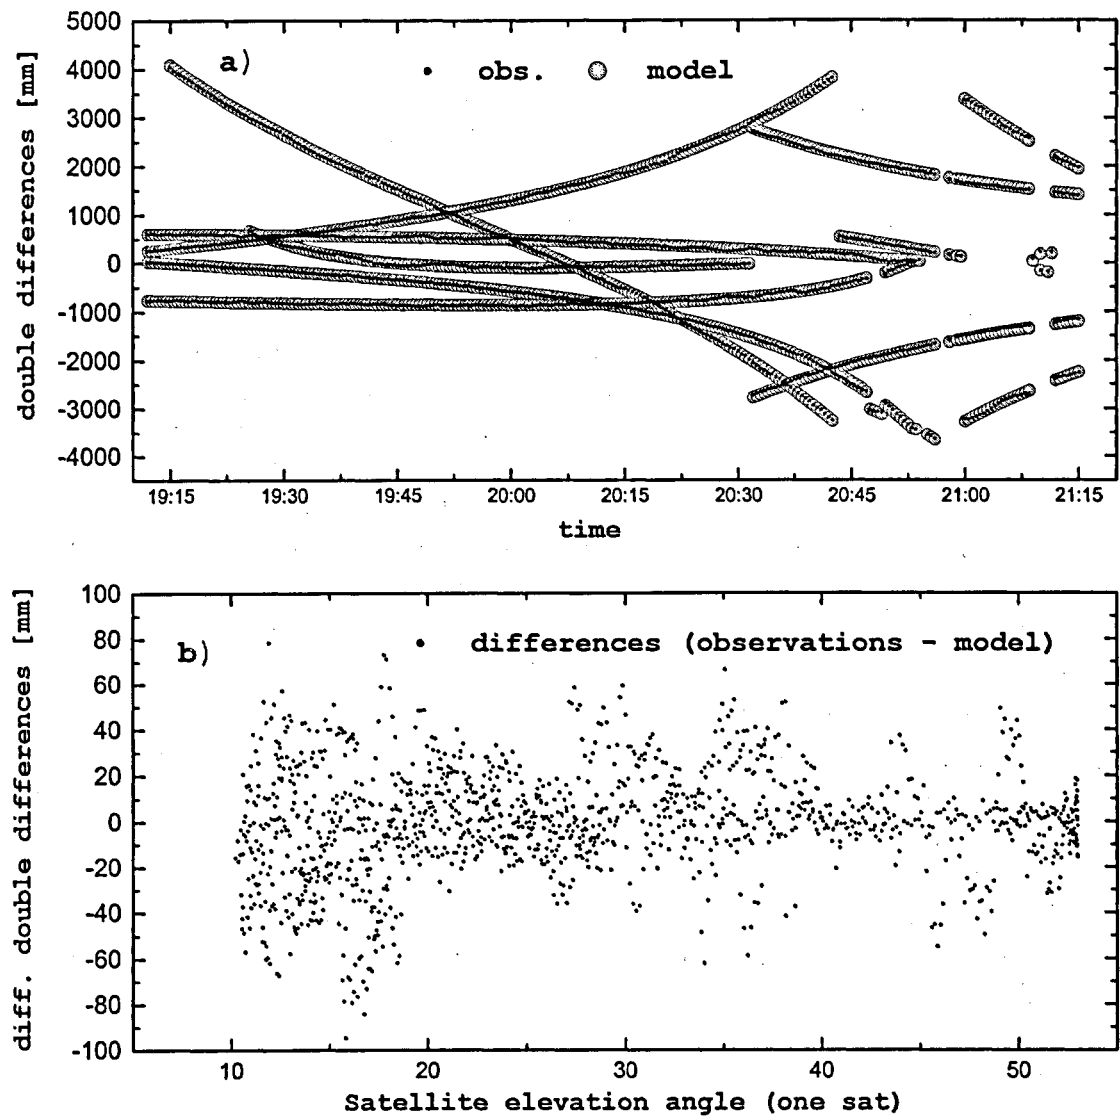 double differences [mm]
5000
4000
3000
2000
1000
0
-1000
-2000
-3000
-4000
a)
obs. model
19:15 19:30 19:45 20:00 20:15 20:30 20:45 21:00 21:15
time
diff. double differences [mm]
100
80
60
40
20
0
-20
-40
-60
-80
-100
b)
differences (observations - model)
10 20 30 40 50
Satellite elevation angle (one sat)